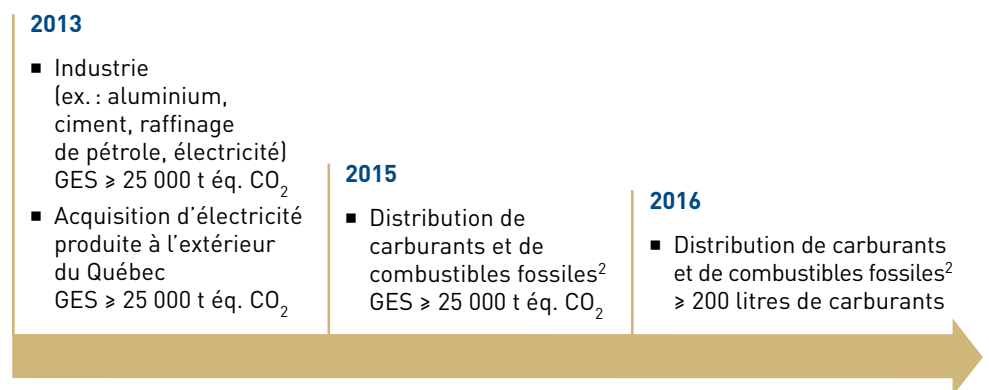 2013
▪ Industrie
(ex. : aluminium,
ciment, raffinage
de pétrole, électricité)
GES ⩾ 25 000 t éq. CO₂
▪ Acquisition d’électricité
produite à l’extérieur
du Québec
GES ⩾ 25 000 t éq. CO₂
2015
▪ Distribution de
carburants et de
combustibles fossiles²
GES ⩾ 25 000 t éq. CO₂
2016
▪ Distribution de carburants
et de combustibles fossiles²
⩾ 200 litres de carburants